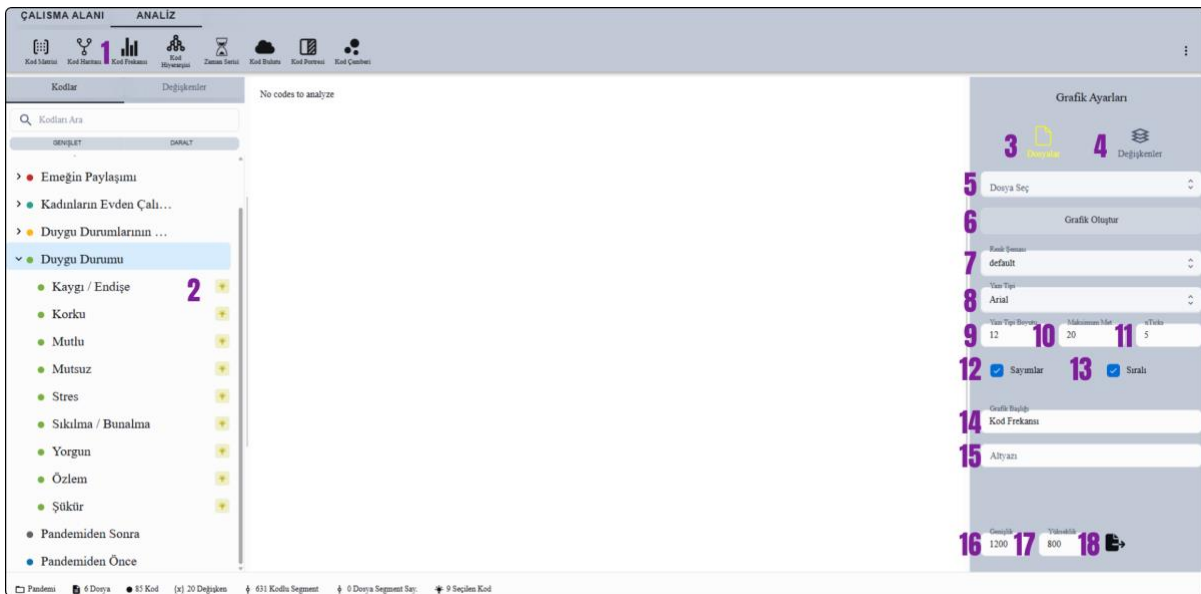 ÇALISMA ALANI ANALİZ
1
Kod Matrisi Kod Haritası Kod Frekansı Kod Hiyerarşisi Zaman Serisi Kod Bulutu Kod Portresi Kod Çemberi
Kodlar Değişkenler
Kodları Ara
GENİŞLET DARALT
Emeğin Paylaşımı
Kadınların Evden Çalı...
Duygu Durumlarının ...
Duygu Durumu
Kaygı / Endişe 2
Korku
Mutlu
Mutsuz
Stres
Sıkılma / Bunalma
Yorgun
Özlem
Şükür
Pandemiden Sonra
Pandemiden Önce
No codes to analyze
Grafik Ayarları
3 Dosyalar 4 Değişkenler
5 Dosya Seç
6 Grafik Oluştur
Renk Şeması
7 default
Yazı Tipi
8 Arial
Yazı Tipi Boyutu Maksimum Met xTicks
9 12 10 20 11 5
12 Sayımlar 13 Sıralı
Grafik Başlığı
14 Kod Frekansı
15 Altyazı
Genişlik Yükseklik
16 1200 17 800 18
Pandemi 6 Dosya 85 Kod {x} 20 Değişken 631 Kodlu Segment 0 Dosya Segment Say. 9 Seçilen Kod